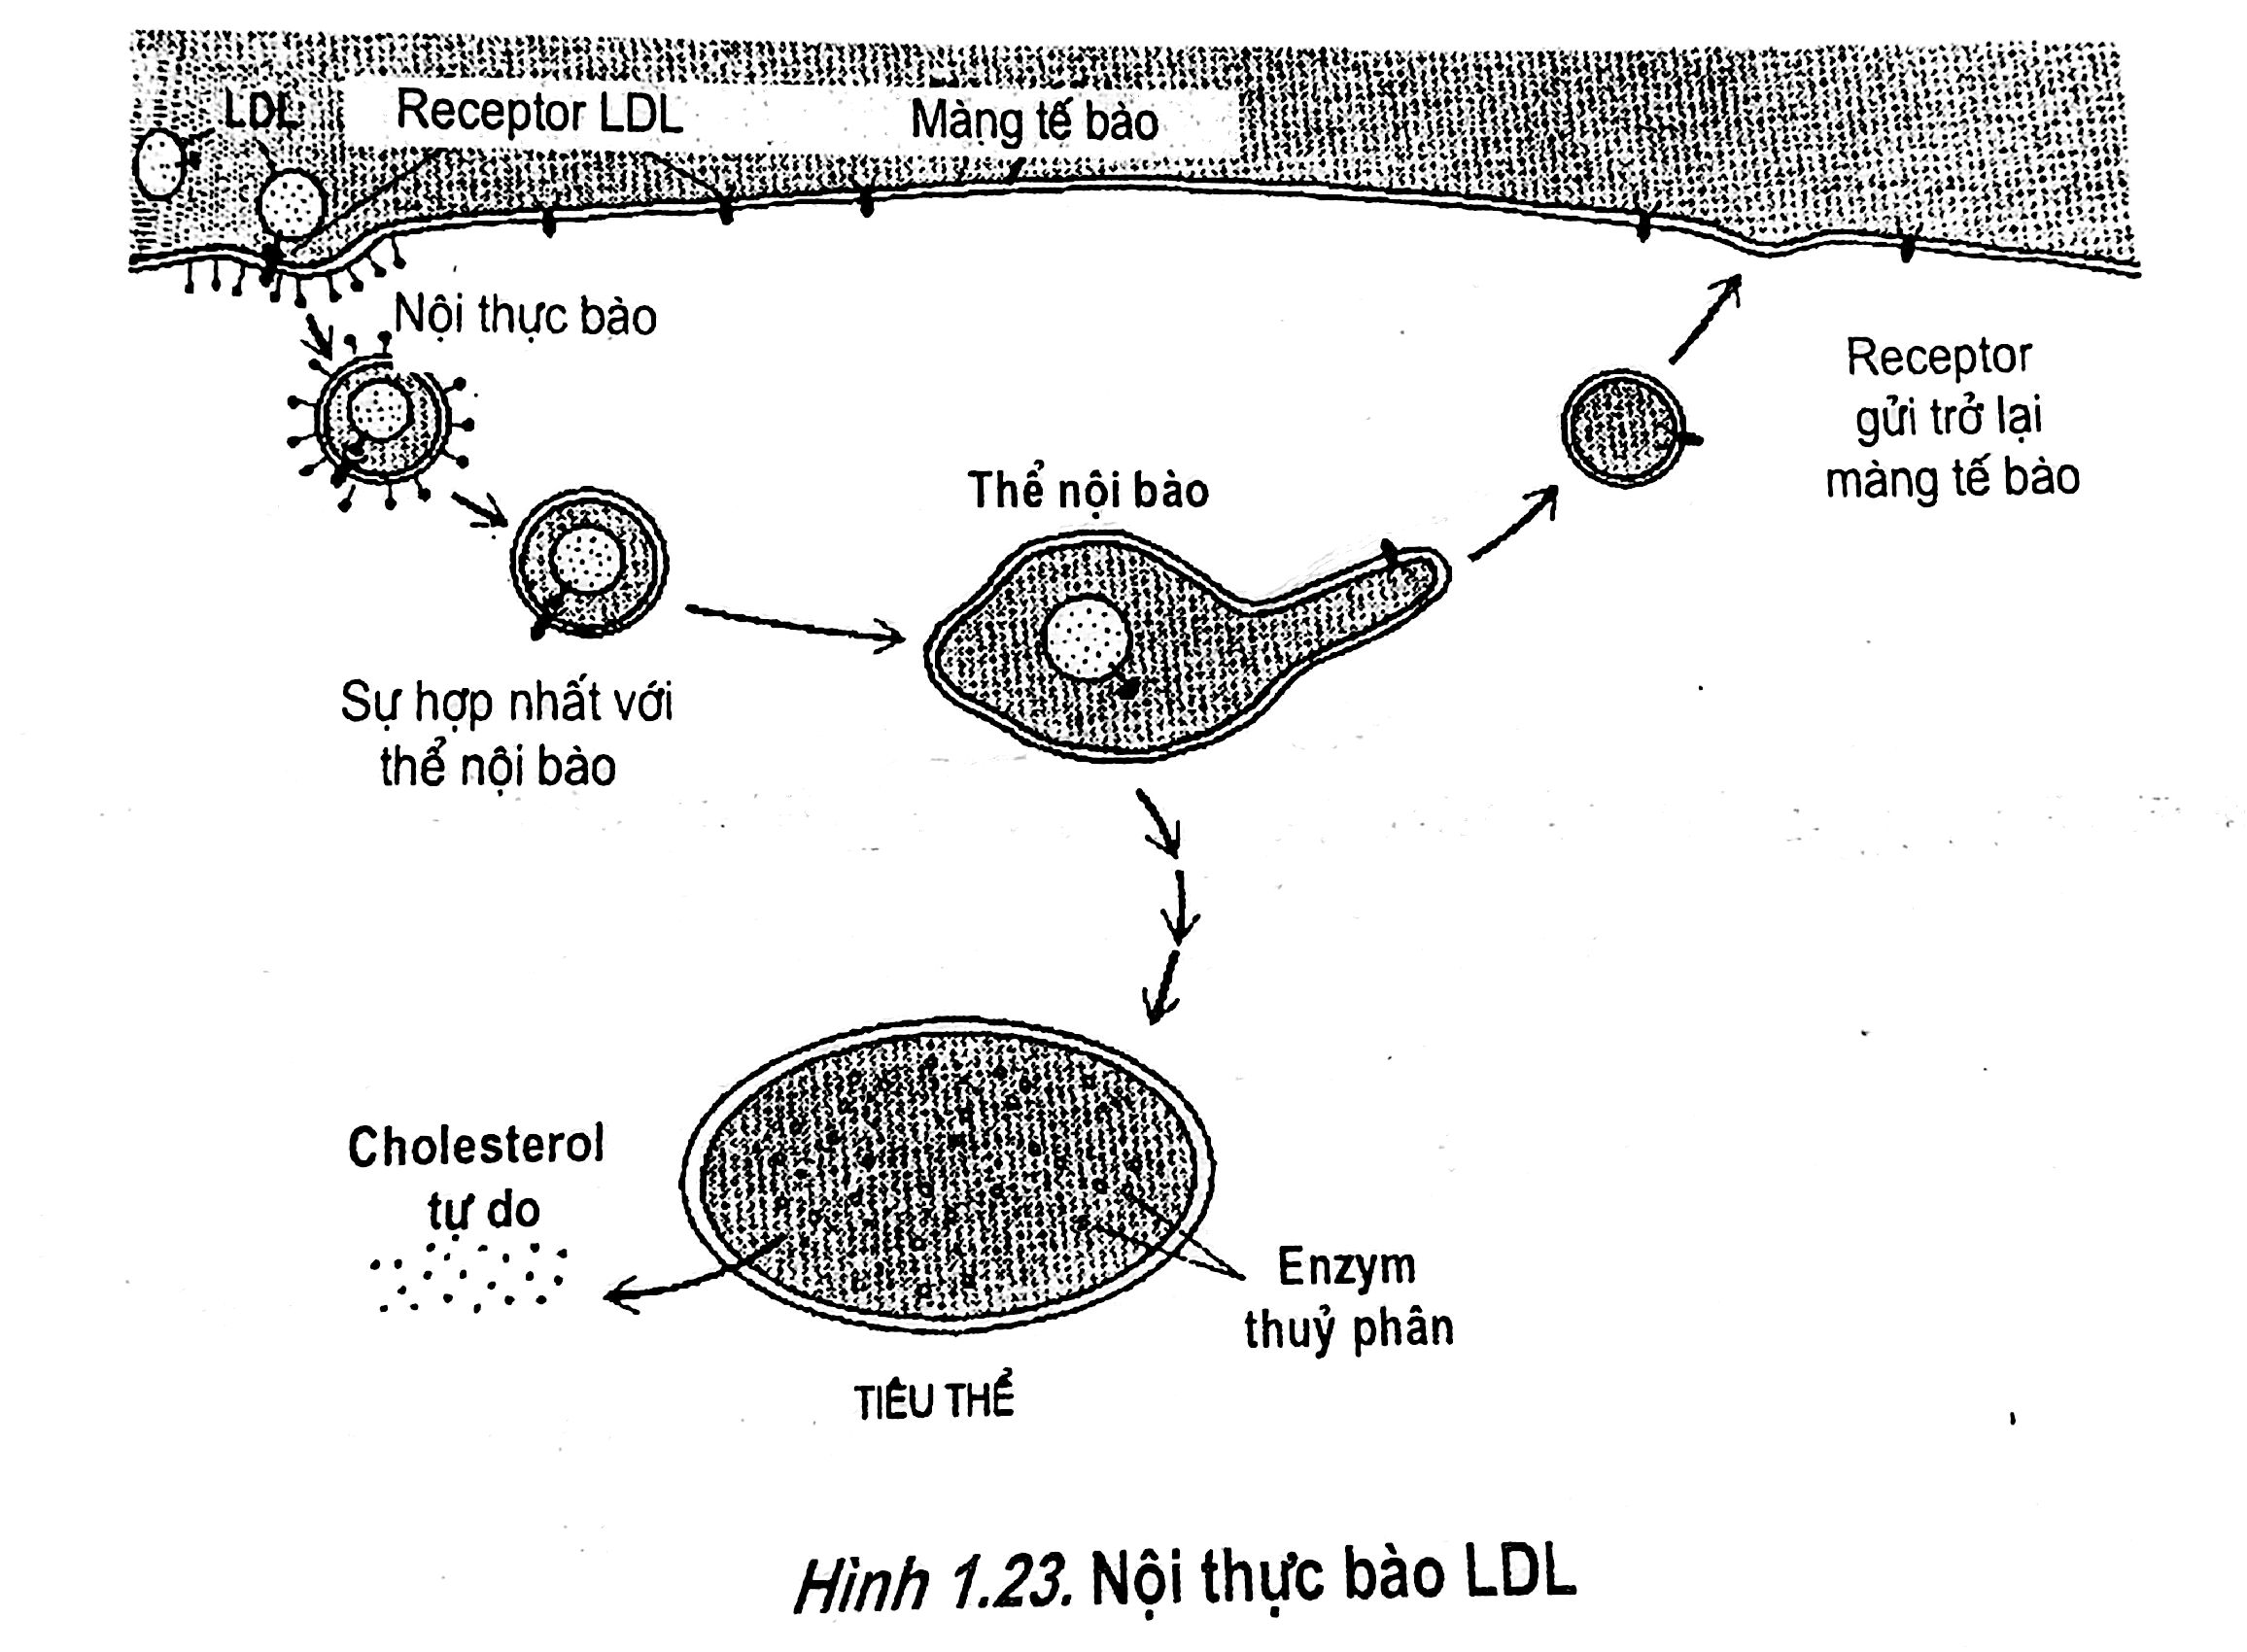 LDL
Receptor LDL
Màng tế bào
Nội thực bào
Receptor
gửi trở lại
màng tế bào
Thể nội bào
Sự hợp nhất với
thể nội bào
Cholesterol
tự do
Enzym
thuỷ phân
TIÊU THỂ
Hình 1.23. Nội thực bào LDL